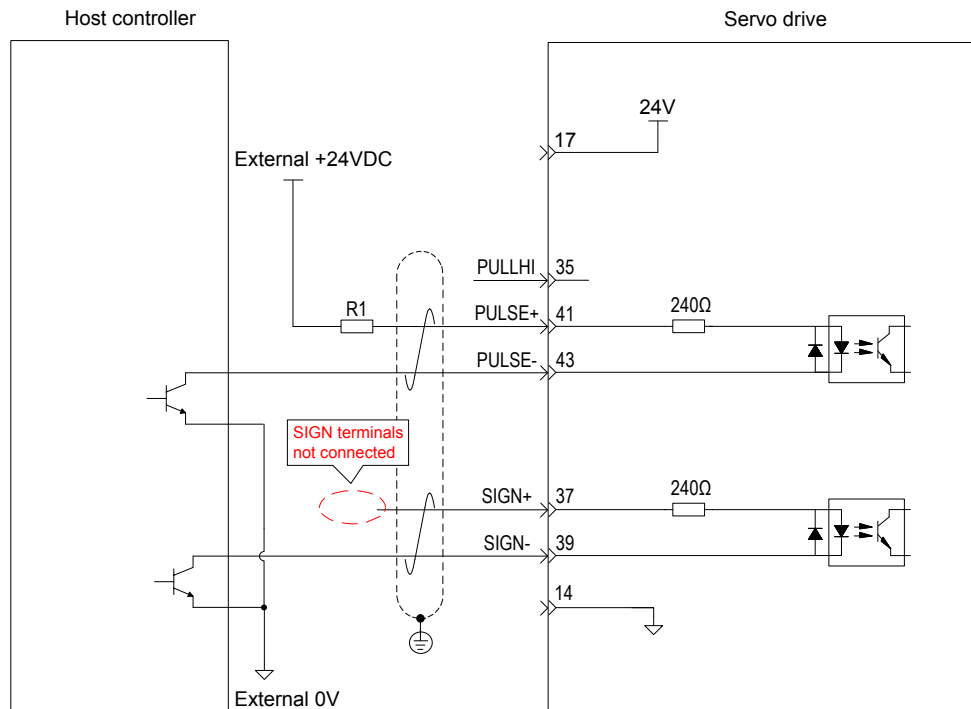 Host controller
Servo drive
24V
17
External +24VDC
PULLHI
35
R1
PULSE+
41
240Ω
PULSE-
43
SIGN terminals
not connected
SIGN+
37
240Ω
SIGN-
39
14
External 0V